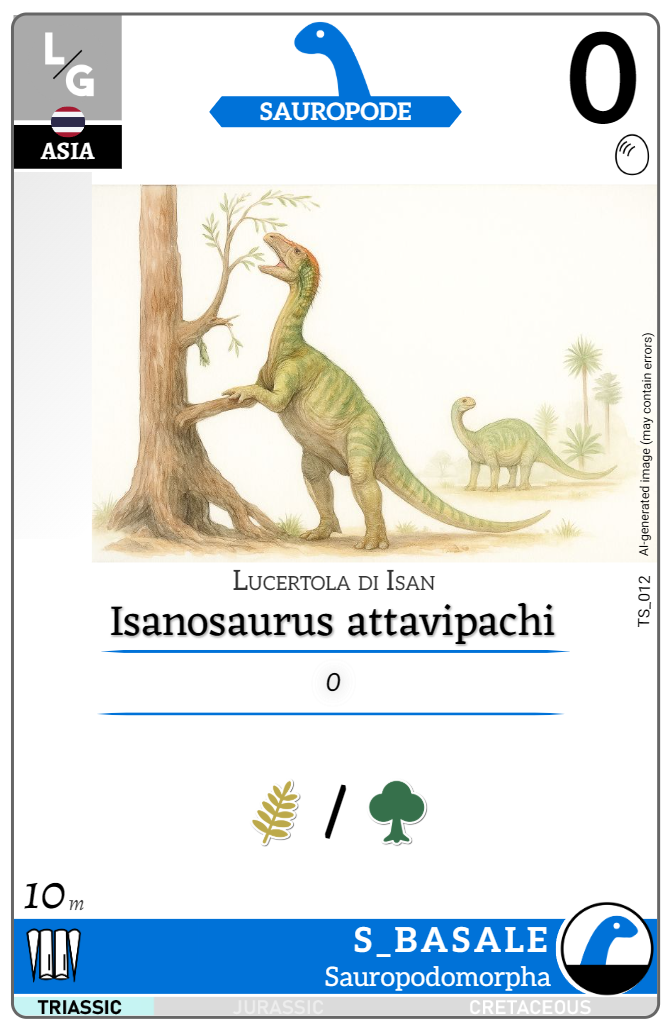 L/G
0
SAUROPODE
ASIA
AI-generated image (may contain errors)
TS_012
Lucertola di Isan
Isanosaurus attavipachi
0
/
10 m
S_BASALE
Sauropodomorpha
TRIASSIC JURASSIC CRETACEOUS